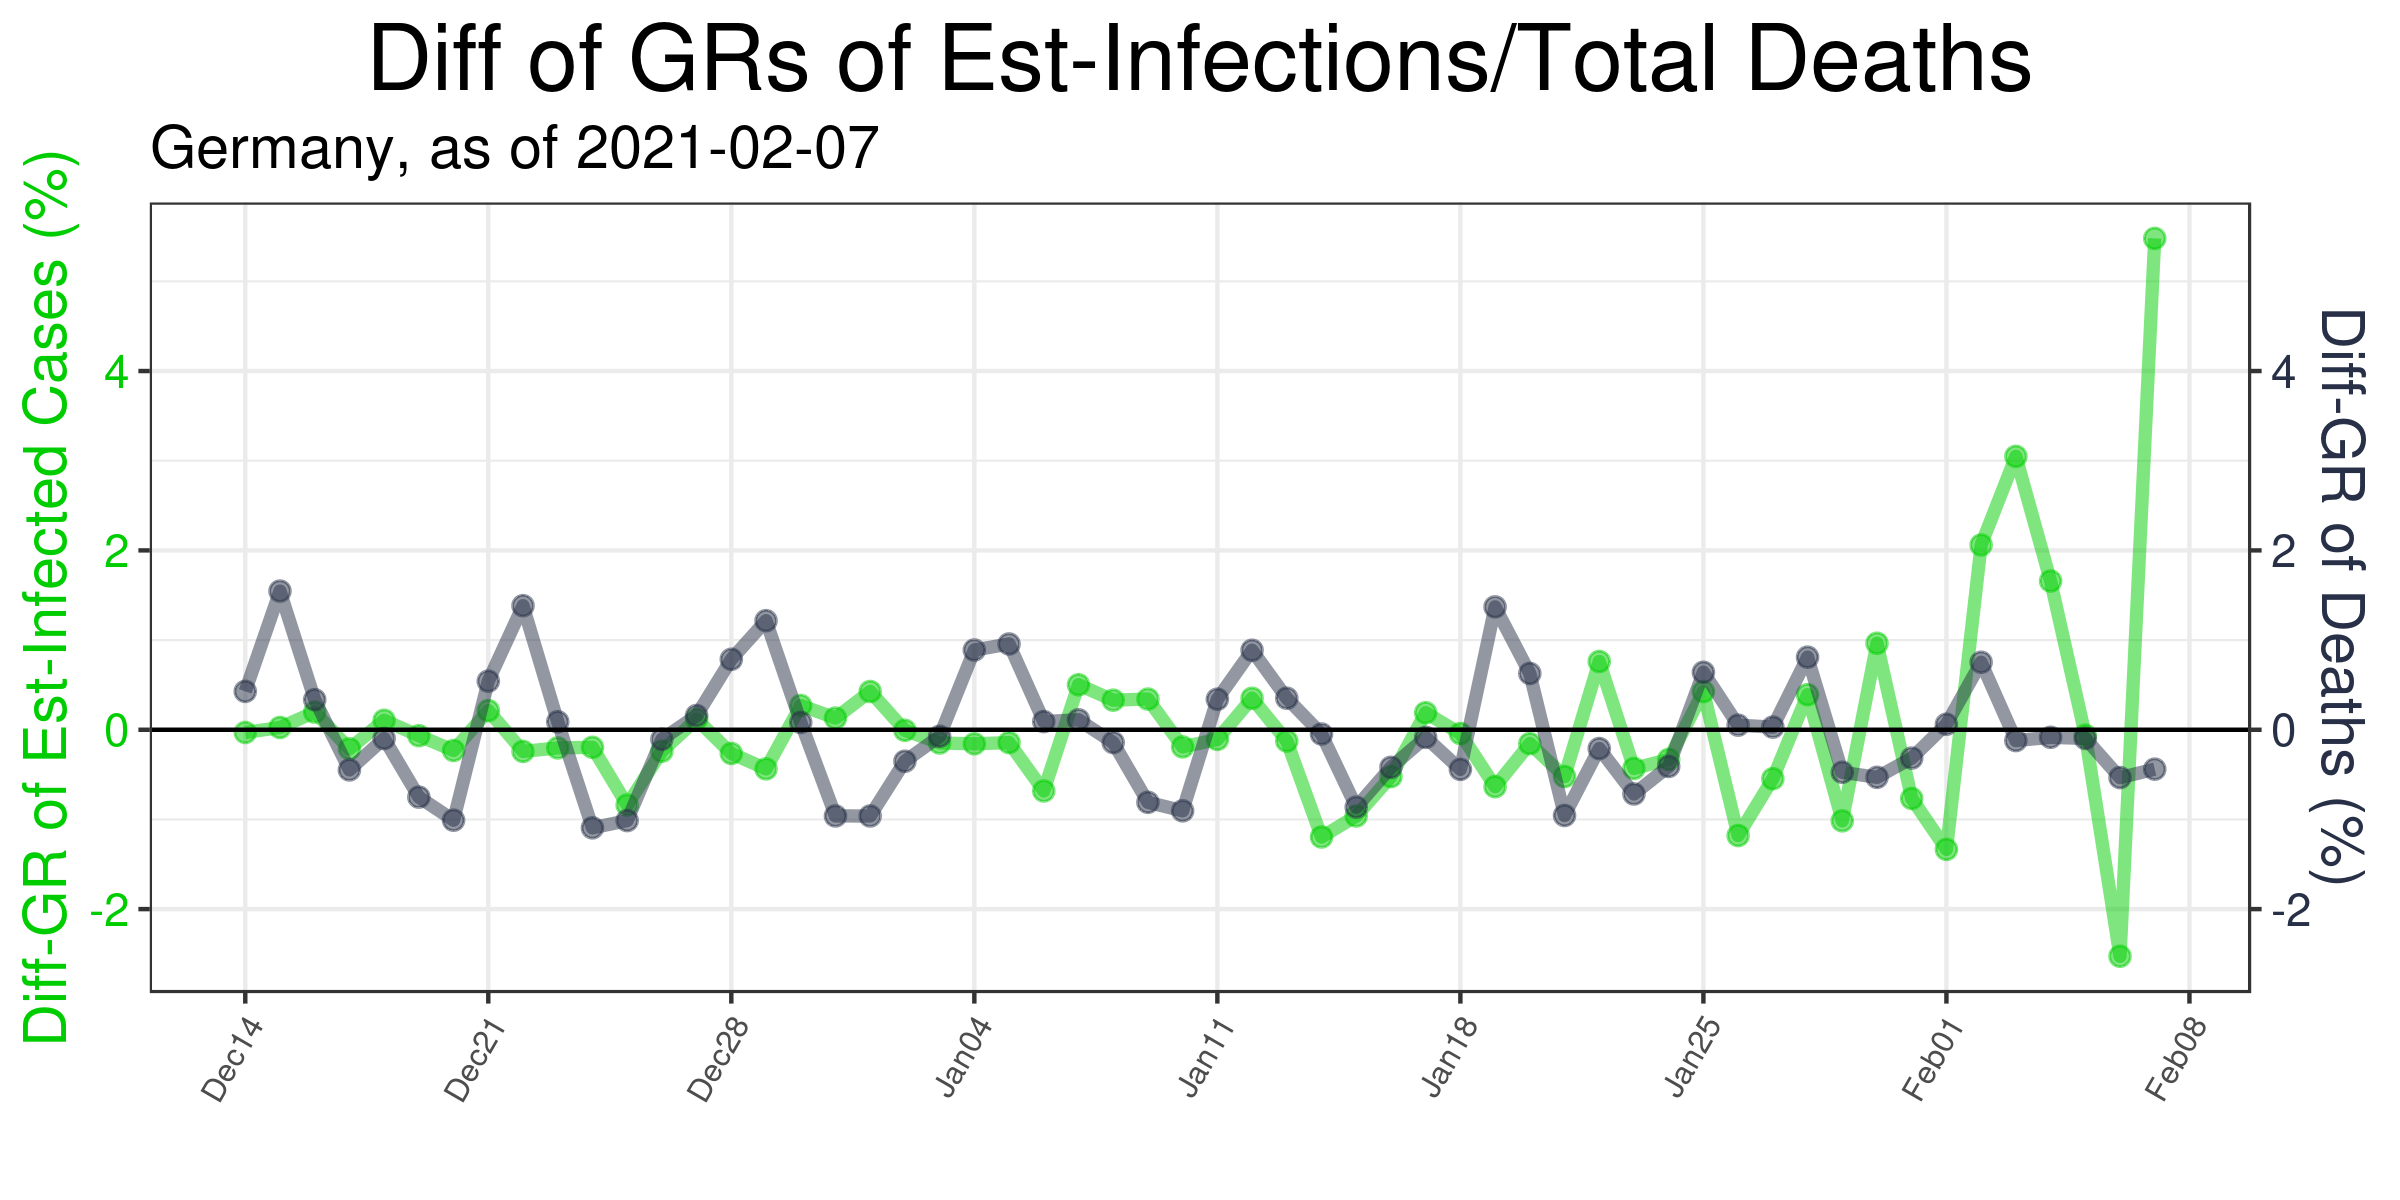 Diff of GRs of Est-Infections/Total Deaths
Germany, as of 2021-02-07
Diff-GR of Est-Infected Cases (%)
4
2
0
-2
4
2
0
-2
Diff-GR of Deaths (%)
Dec14
Dec21
Dec28
Jan04
Jan11
Jan18
Jan25
Feb01
Feb08